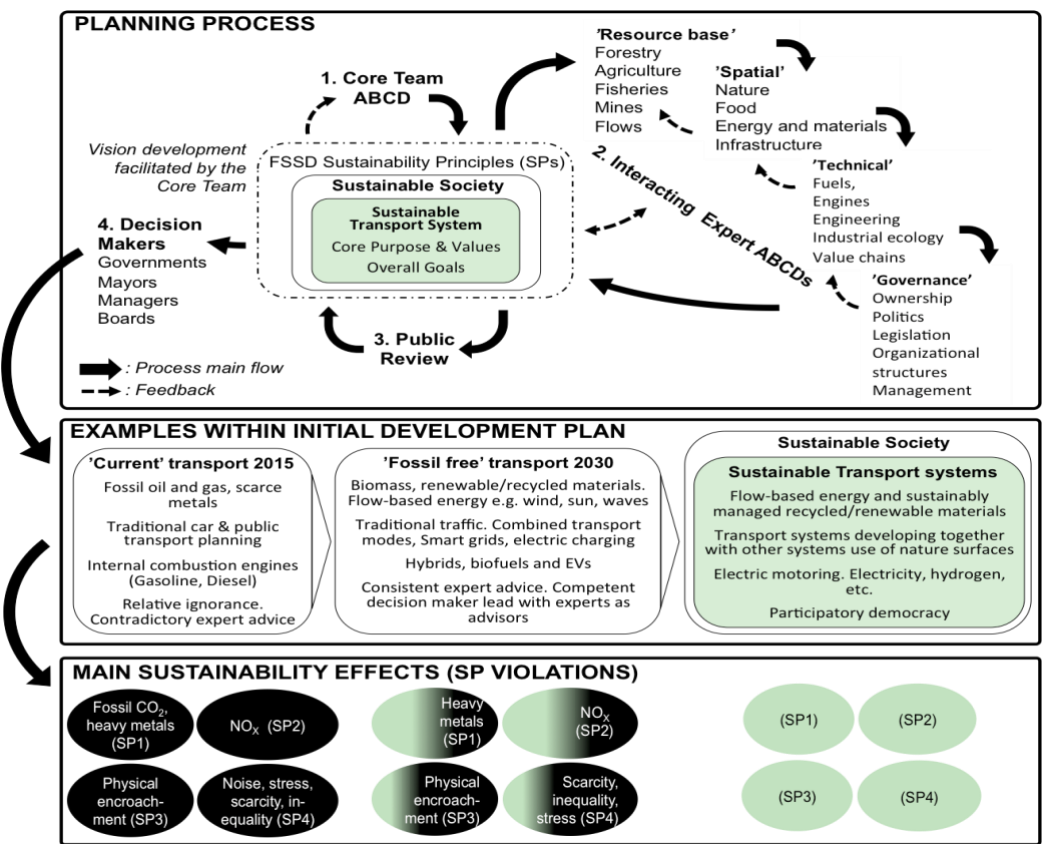 PLANNING PROCESS
1. Core Team
ABCD
Vision development
facilitated by the
Core Team
FSSD Sustainability Principles (SPs)
Sustainable Society
Sustainable
Transport System
Core Purpose & Values
Overall Goals
4. Decision
Makers
Governments
Mayors
Managers
Boards
3. Public
Review
: Process main flow
: Feedback
’Resource base’
Forestry
Agriculture
Fisheries
Mines
Flows
’Spatial’
Nature
Food
Energy and materials
Infrastructure
2. Interacting Expert ABCDs
’Technical’
Fuels,
Engines
Engineering
Industrial ecology
Value chains
’Governance’
Ownership
Politics
Legislation
Organizational
structures
Management
EXAMPLES WITHIN INITIAL DEVELOPMENT PLAN
’Current’ transport 2015
Fossil oil and gas, scarce
metals
Traditional car & public
transport planning
Internal combustion engines
(Gasoline, Diesel)
Relative ignorance.
Contradictory expert advice
’Fossil free’ transport 2030
Biomass, renewable/recycled materials.
Flow-based energy e.g. wind, sun, waves
Traditional traffic. Combined transport
modes, Smart grids, electric charging
Hybrids, biofuels and EVs
Consistent expert advice. Competent
decision maker lead with experts as
advisors
Sustainable Society
Sustainable Transport systems
Flow-based energy and sustainably
managed recycled/renewable materials
Transport systems developing together
with other systems use of nature surfaces
Electric motoring. Electricity, hydrogen,
etc.
Participatory democracy
MAIN SUSTAINABILITY EFFECTS (SP VIOLATIONS)
Fossil CO2,
heavy metals
(SP1)
NOX (SP2)
Physical
encroach-
ment (SP3)
Noise, stress,
scarcity, in-
equality (SP4)
Heavy
metals
(SP1)
NOX
(SP2)
Physical
encroach-
ment (SP3)
Scarcity,
inequality,
stress (SP4)
(SP1)
(SP2)
(SP3)
(SP4)